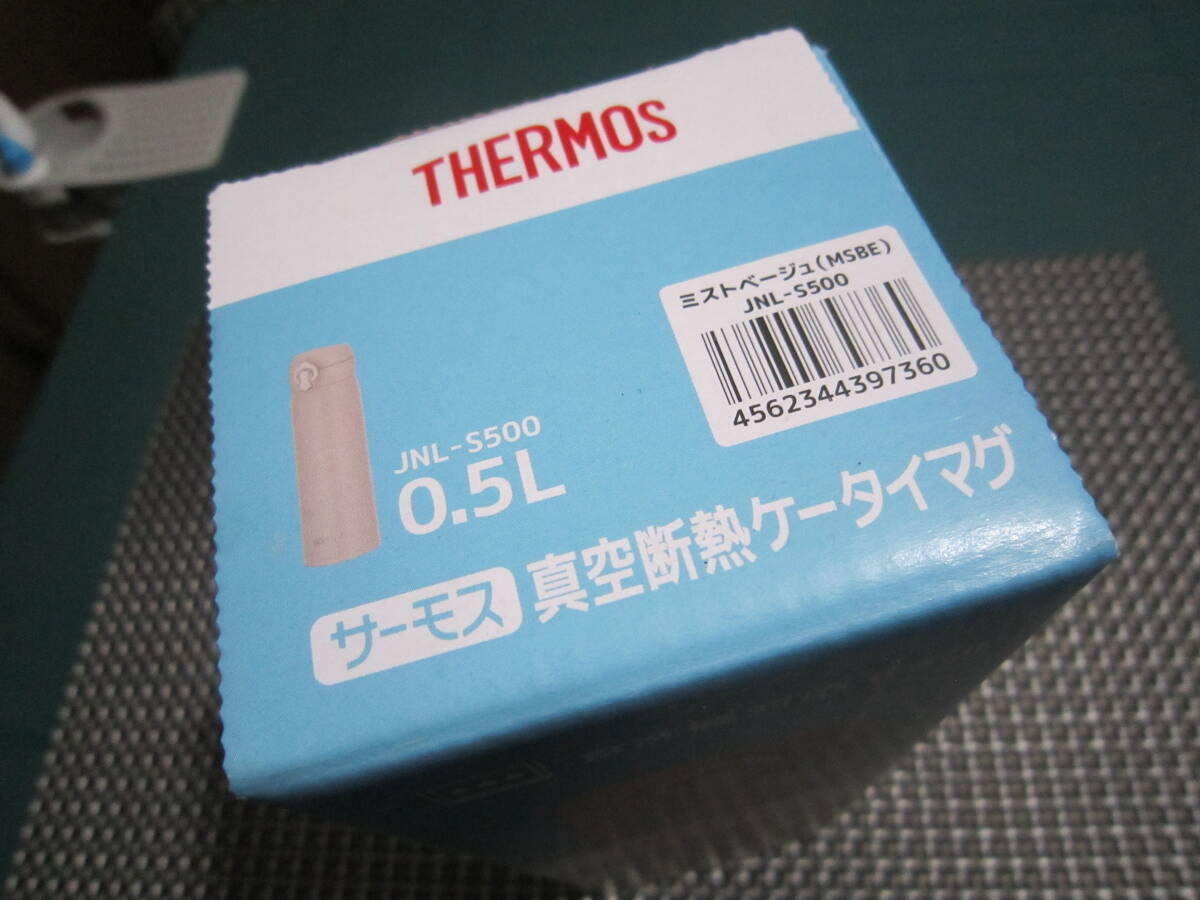 THERMOS
ミストベージュ(MSBE)
JNL-S500
4562344397360
JNL-S500
0.5L
サーモス 真空断熱ケータイマグ